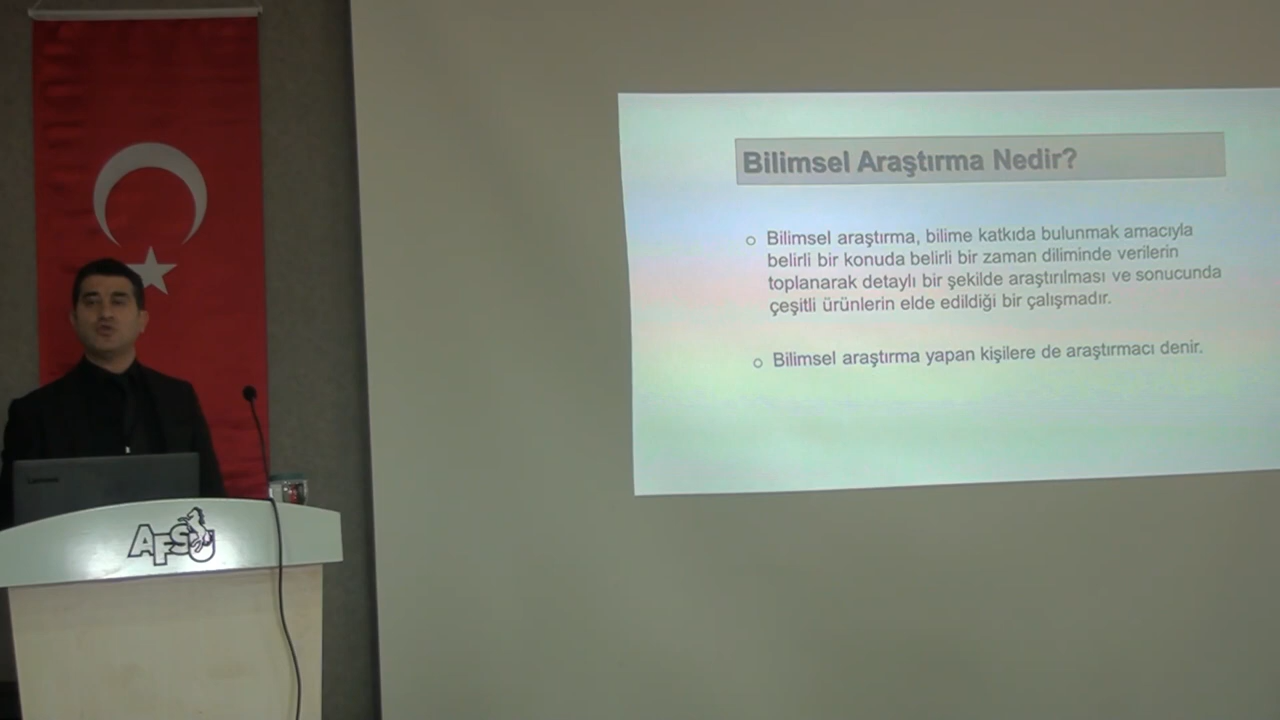 Bilimsel Araştırma Nedir?
○ Bilimsel araştırma, bilime katkıda bulunmak amacıyla
belirli bir konuda belirli bir zaman diliminde verilerin
toplanarak detaylı bir şekilde araştırılması ve sonucunda
çeşitli ürünlerin elde edildiği bir çalışmadır.
○ Bilimsel araştırma yapan kişilere de araştırmacı denir.
Lenovo
AFSU